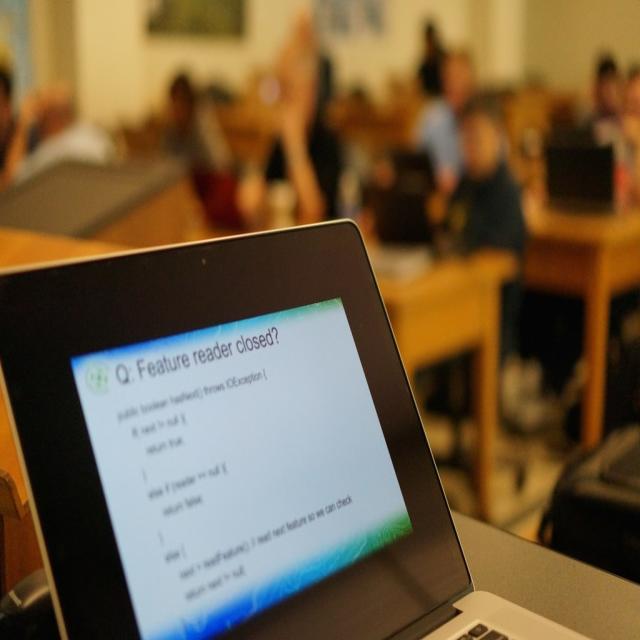 Q: Feature reader closed?
public boolean hasNext() throws IOException {
if( next != null ){
return true;
}
else if (reader == null ){
return false;
}
else {
next = readFeature(); // read next feature so we can check
return next != null;